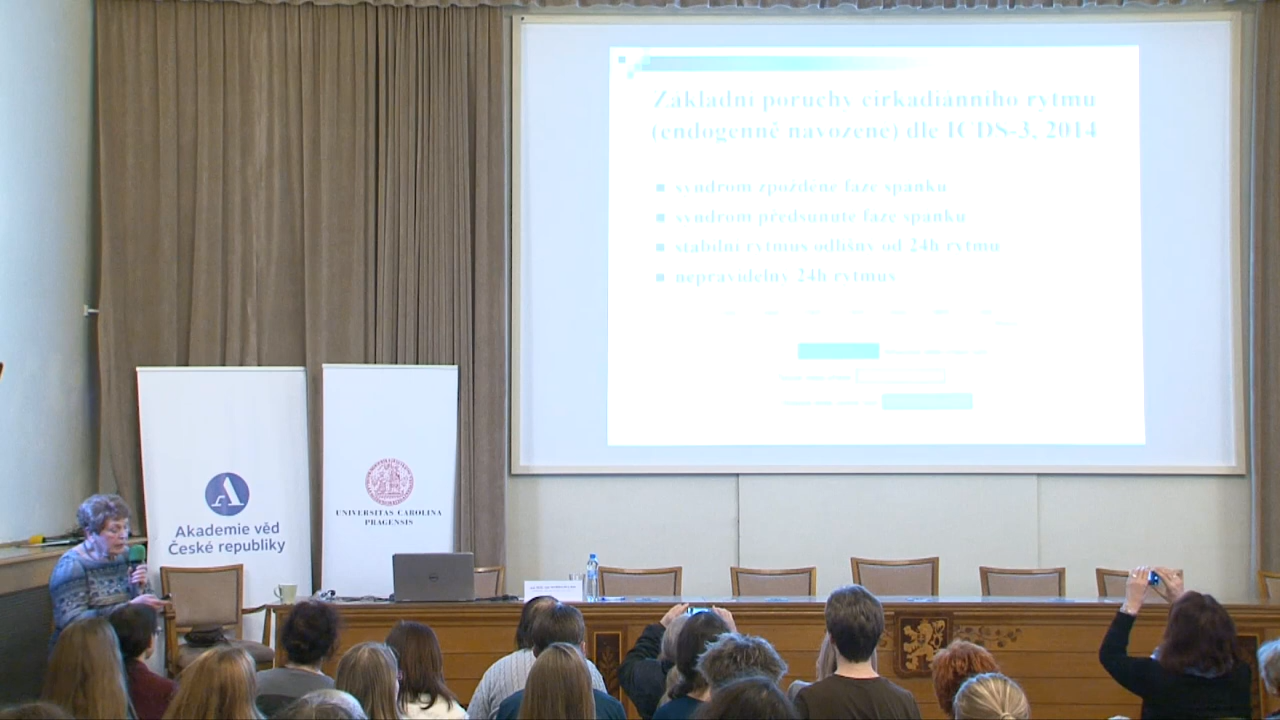 Základní poruchy cirkadiánního rytmu
(endogenně navozené) dle ICDS-3, 2014
syndrom zpožděné fáze spánku
syndrom předsunuté fáze spánku
stabilní rytmus odlišný od 24h rytmu
nepravidelný 24h rytmus
Akademie věd
České republiky
UNIVERSITAS CAROLINA
PRAGENSIS
DELL